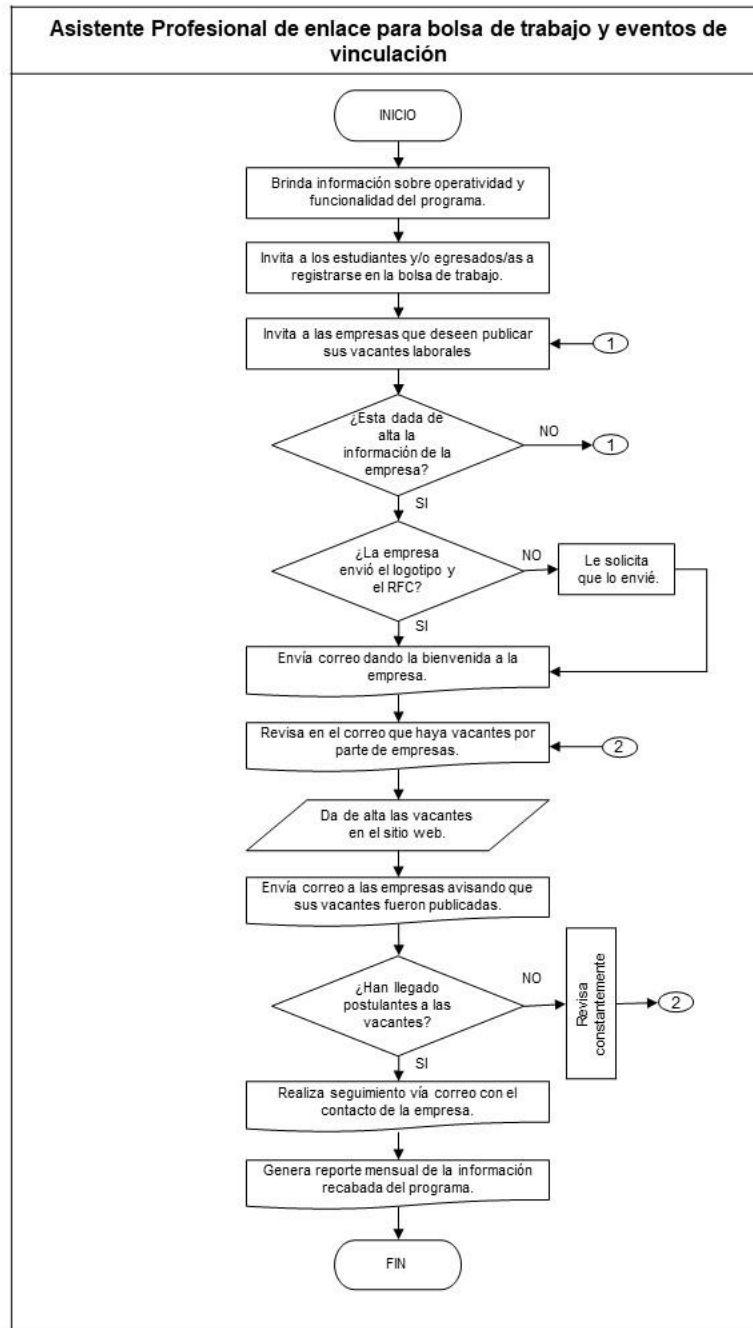 Asistente Profesional de enlace para bolsa de trabajo y eventos de
vinculación
INICIO
Brinda información sobre operatividad y
funcionalidad del programa.
Invita a los estudiantes y/o egresados/as a
registrarse en la bolsa de trabajo.
Invita a las empresas que deseen publicar
sus vacantes laborales
1
¿Esta dada de
alta la
información de la
empresa?
NO
1
SI
¿La empresa
envió el logotipo y
el RFC?
NO
Le solicita
que lo envié.
SI
Envía correo dando la bienvenida a la
empresa.
Revisa en el correo que haya vacantes por
parte de empresas.
2
Da de alta las vacantes
en el sitio web.
Envía correo a las empresas avisando que
sus vacantes fueron publicadas.
¿Han llegado
postulantes a las
vacantes?
NO
Revisa
constantemente
2
SI
Realiza seguimiento vía correo con el
contacto de la empresa.
Genera reporte mensual de la información
recabada del programa.
FIN